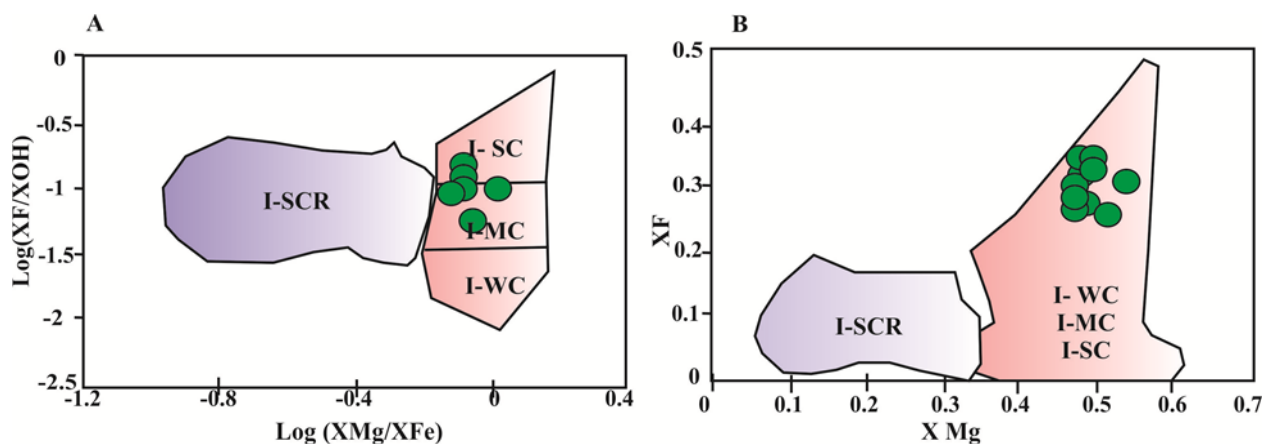 A
0
-0.5
-1
-1.5
-2
-2.5
Log(XF/XOH)
I-SCR
I- SC
I-MC
I-WC
-1.2
-0.8
-0.4
0
0.4
Log (XMg/XFe)
B
0.5
0.4
0.3
0.2
0.1
0
XF
I-SCR
I- WC
I-MC
I-SC
0
0.1
0.2
0.3
0.4
0.5
0.6
0.7
X Mg